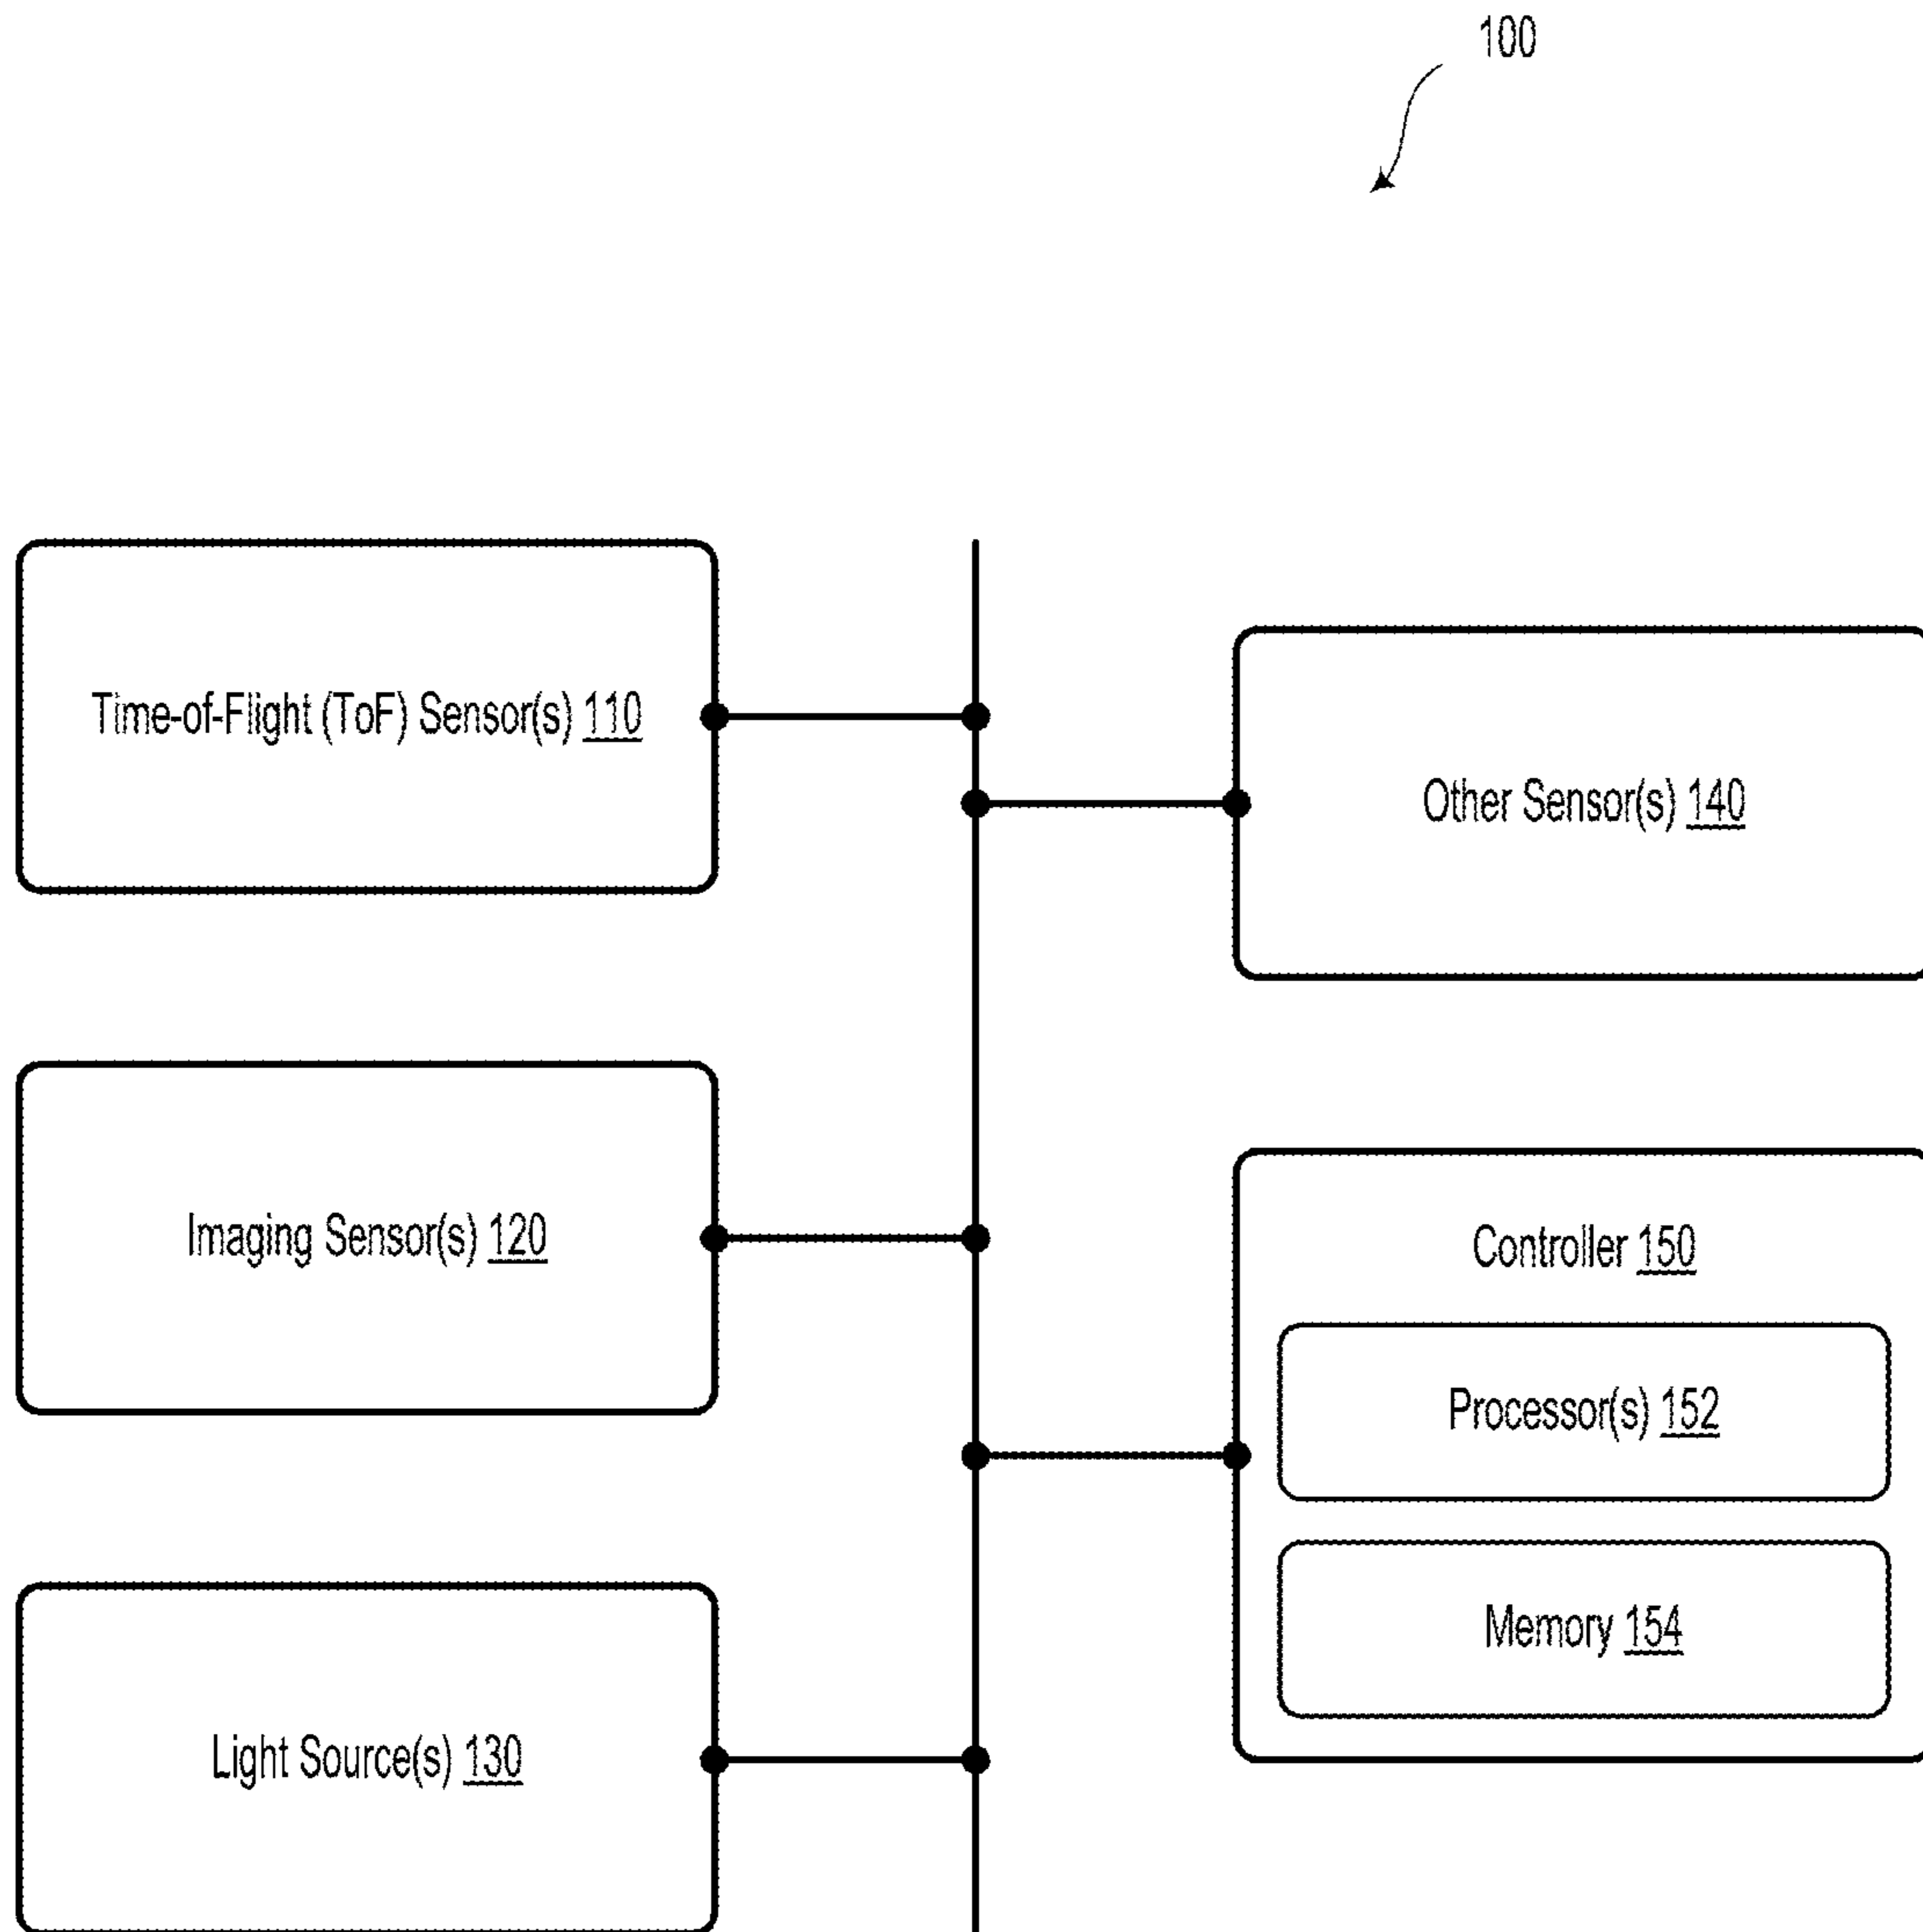 100
Time-of-Flight (ToF) Sensor(s) 110
Other Sensor(s) 140
Imaging Sensor(s) 120
Controller 150
Processor(s) 152
Memory 154
Light Source(s) 130